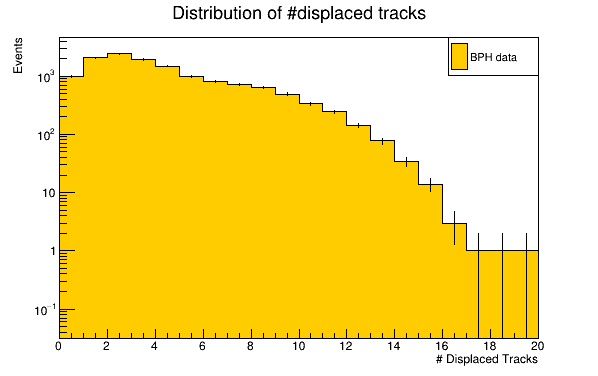 Distribution of #displaced tracks
Events
BPH data
10³
10²
10
1
10⁻¹
0 2 4 6 8 10 12 14 16 18 20
# Displaced Tracks